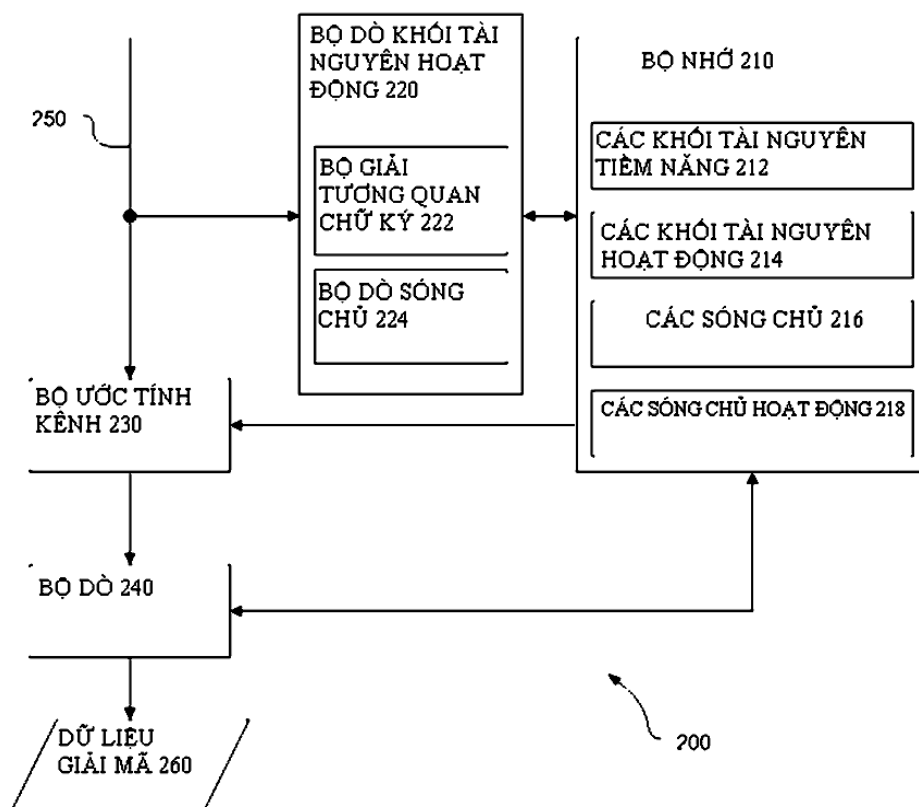 BỘ DÒ KHỐI TÀI
NGUYÊN HOẠT
ĐỘNG 220
BỘ NHỚ 210
250
BỘ GIẢI
TƯƠNG QUAN
CHỮ KÝ 222
CÁC KHỐI TÀI NGUYÊN
TIỀM NĂNG 212
CÁC KHỐI TÀI NGUYÊN
HOẠT ĐỘNG 214
BỘ DÒ SÓNG
CHỦ 224
CÁC SÓNG CHỦ 216
BỘ ƯỚC TÍNH
KÊNH 230
CÁC SÓNG CHỦ HOẠT ĐỘNG 218
BỘ DÒ 240
DỮ LIỆU
GIẢI MÃ 260
200